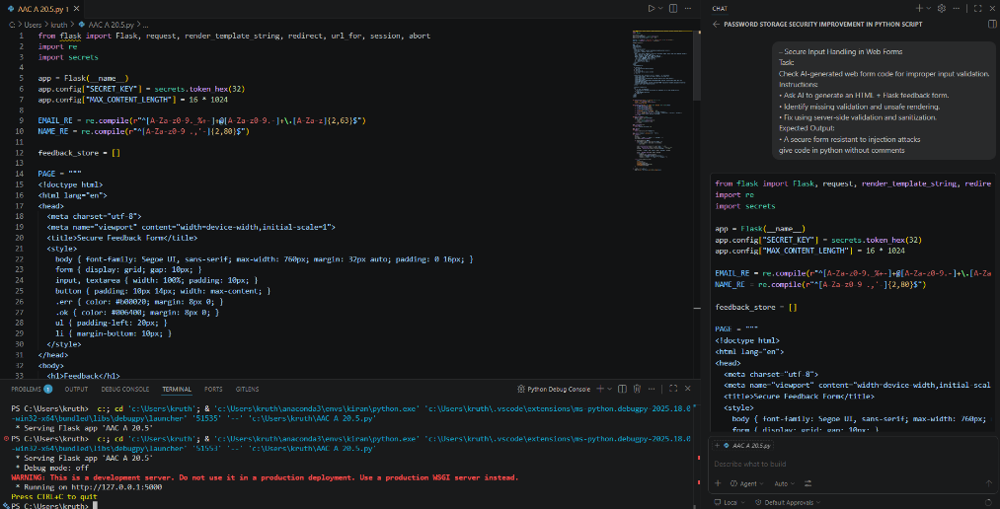 AAC A 20.5.py 1
C: > Users > kruth > AAC A 20.5.py > ...
1 from flask import Flask, request, render_template_string, redirect, url_for, session, abort
2 import re
3 import secrets
4
5 app = Flask(__name__)
6 app.config["SECRET_KEY"] = secrets.token_hex(32)
7 app.config["MAX_CONTENT_LENGTH"] = 16 * 1024
8
9 EMAIL_RE = re.compile(r"^[A-Za-z0-9._%+-]+@[A-Za-z0-9.-]+\.[A-Za-z]{2,63}$")
10 NAME_RE = re.compile(r"^[A-Za-z0-9 .,'-]{2,80}$")
11
12 feedback_store = []
13
14 PAGE = """
15 <!doctype html>
16 <html lang="en">
17 <head>
18 <meta charset="utf-8">
19 <meta name="viewport" content="width=device-width,initial-scale=1">
20 <title>Secure Feedback Form</title>
21 <style>
22 body { font-family: Segoe UI, sans-serif; max-width: 760px; margin: 32px auto; padding: 0 16px; }
23 form { display: grid; gap: 10px; }
24 input, textarea { width: 100%; padding: 10px; }
25 button { padding: 10px 14px; width: max-content; }
26 .err { color: #b00020; margin: 8px 0; }
27 .ok { color: #006400; margin: 8px 0; }
28 ul { padding-left: 20px; }
29 li { margin-bottom: 10px; }
30 </style>
31 </head>
32 <body>
33 <h1>Feedback</h1>
PROBLEMS 1 OUTPUT DEBUG CONSOLE TERMINAL PORTS GITLENS
Python Debug Console
PS C:\Users\kruth> c:; cd 'c:\Users\kruth'; & 'c:\Users\kruth\anaconda3\envs\kiran\python.exe' 'c:\Users\kruth\.vscode\extensions\ms-python.debugpy-2025.18.0
-win32-x64\bundled\libs\debugpy\launcher' '51535' '--' 'c:\Users\kruth\AAC A 20.5.py'
* Serving Flask app 'AAC A 20.5'
PS C:\Users\kruth> c:; cd 'c:\Users\kruth'; & 'c:\Users\kruth\anaconda3\envs\kiran\python.exe' 'c:\Users\kruth\.vscode\extensions\ms-python.debugpy-2025.18.0
-win32-x64\bundled\libs\debugpy\launcher' '51553' '--' 'c:\Users\kruth\AAC A 20.5.py'
* Serving Flask app 'AAC A 20.5'
* Debug mode: off
WARNING: This is a development server. Do not use it in a production deployment. Use a production WSGI server instead.
* Running on http://127.0.0.1:5000
Press CTRL+C to quit
PS C:\Users\kruth>
CHAT
PASSWORD STORAGE SECURITY IMPROVEMENT IN PYTHON SCRIPT
– Secure Input Handling in Web Forms
Task:
Check AI-generated web form code for improper input validation.
Instructions:
• Ask AI to generate an HTML + Flask feedback form.
• Identify missing validation and unsafe rendering.
• Fix using server-side validation and sanitization.
Expected Output:
• A secure form resistant to injection attacks
give code in python without comments
from flask import Flask, request, render_template_string, redire
import re
import secrets
app = Flask(__name__)
app.config["SECRET_KEY"] = secrets.token_hex(32)
app.config["MAX_CONTENT_LENGTH"] = 16 * 1024
EMAIL_RE = re.compile(r"^[A-Za-z0-9._%+-]+@[A-Za-z0-9.-]+\.[A-Za
NAME_RE = re.compile(r"^[A-Za-z0-9 .,'-]{2,80}$")
feedback_store = []
PAGE = """
<!doctype html>
<html lang="en">
<head>
<meta charset="utf-8">
<meta name="viewport" content="width=device-width,initial-scal
<title>Secure Feedback Form</title>
<style>
body { font-family: Segoe UI, sans-serif; max-width: 760px;
form { display: grid; gap: 10px; }
AAC A 20.5.py
Describe what to build
Agent Auto
Local Default Approvals